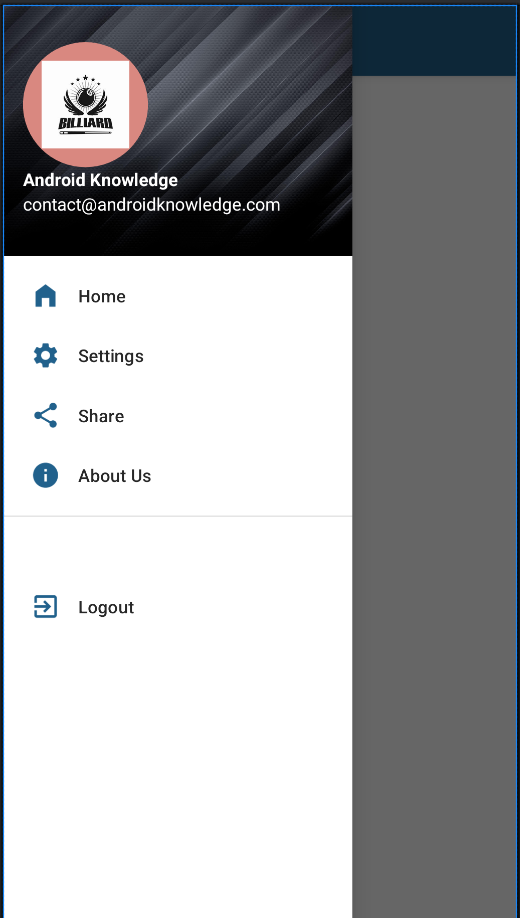 BILLIARD
Android Knowledge
contact@androidknowledge.com
Home
Settings
Share
About Us
Logout